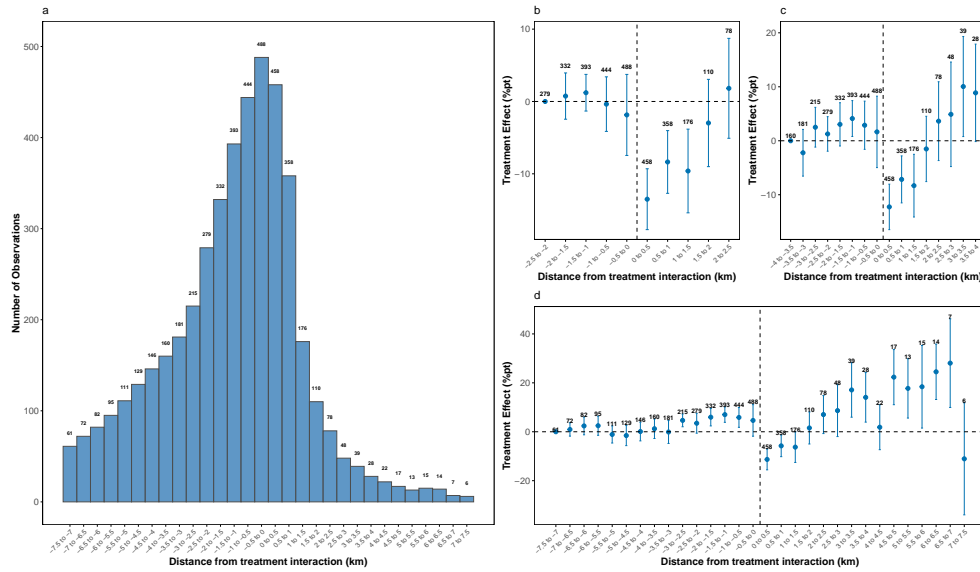 a
500
400
300
200
100
0
Number of Observations
61
72
82
95
111
129
146
160
181
215
279
332
393
444
488
458
358
176
110
78
48
39
28
22
17
13
15
14
7
6
−7.5 to −7
−7 to −6.5
−6.5 to −6
−6 to −5.5
−5.5 to −5
−5 to −4.5
−4.5 to −4
−4 to −3.5
−3.5 to −3
−3 to −2.5
−2.5 to −2
−2 to −1.5
−1.5 to −1
−1 to −0.5
−0.5 to 0
0 to 0.5
0.5 to 1
1 to 1.5
1.5 to 2
2 to 2.5
2.5 to 3
3 to 3.5
3.5 to 4
4 to 4.5
4.5 to 5
5 to 5.5
5.5 to 6
6 to 6.5
6.5 to 7
7 to 7.5
Distance from treatment interaction (km)
b
10
0
−10
Treatment Effect (%pt)
279
332
393
444
488
458
358
176
110
78
−2.5 to −2
−2 to −1.5
−1.5 to −1
−1 to −0.5
−0.5 to 0
0 to 0.5
0.5 to 1
1 to 1.5
1.5 to 2
2 to 2.5
Distance from treatment interaction (km)
c
20
10
0
−10
Treatment Effect (%pt)
160
181
215
279
332
393
444
488
458
358
176
110
78
48
39
28
−4 to −3.5
−3.5 to −3
−3 to −2.5
−2.5 to −2
−2 to −1.5
−1.5 to −1
−1 to −0.5
−0.5 to 0
0 to 0.5
0.5 to 1
1 to 1.5
1.5 to 2
2 to 2.5
2.5 to 3
3 to 3.5
3.5 to 4
Distance from treatment interaction (km)
d
40
20
0
−20
Treatment Effect (%pt)
61
72
82
95
111
129
146
160
181
215
279
332
393
444
488
458
358
176
110
78
48
39
28
22
17
13
15
14
7
6
−7.5 to −7
−7 to −6.5
−6.5 to −6
−6 to −5.5
−5.5 to −5
−5 to −4.5
−4.5 to −4
−4 to −3.5
−3.5 to −3
−3 to −2.5
−2.5 to −2
−2 to −1.5
−1.5 to −1
−1 to −0.5
−0.5 to 0
0 to 0.5
0.5 to 1
1 to 1.5
1.5 to 2
2 to 2.5
2.5 to 3
3 to 3.5
3.5 to 4
4 to 4.5
4.5 to 5
5 to 5.5
5.5 to 6
6 to 6.5
6.5 to 7
7 to 7.5
Distance from treatment interaction (km)